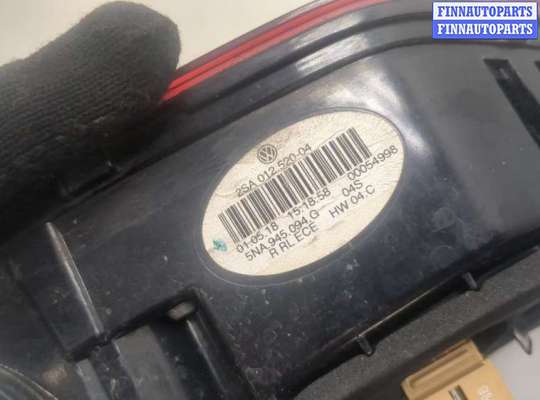 FINNAUTOPARTS
FINNAUTOPARTS
2SA 012 520-04
01.05.18 15:18:58 00054998
5NA.945.094.G 04S
R RL ECE HW 04.C